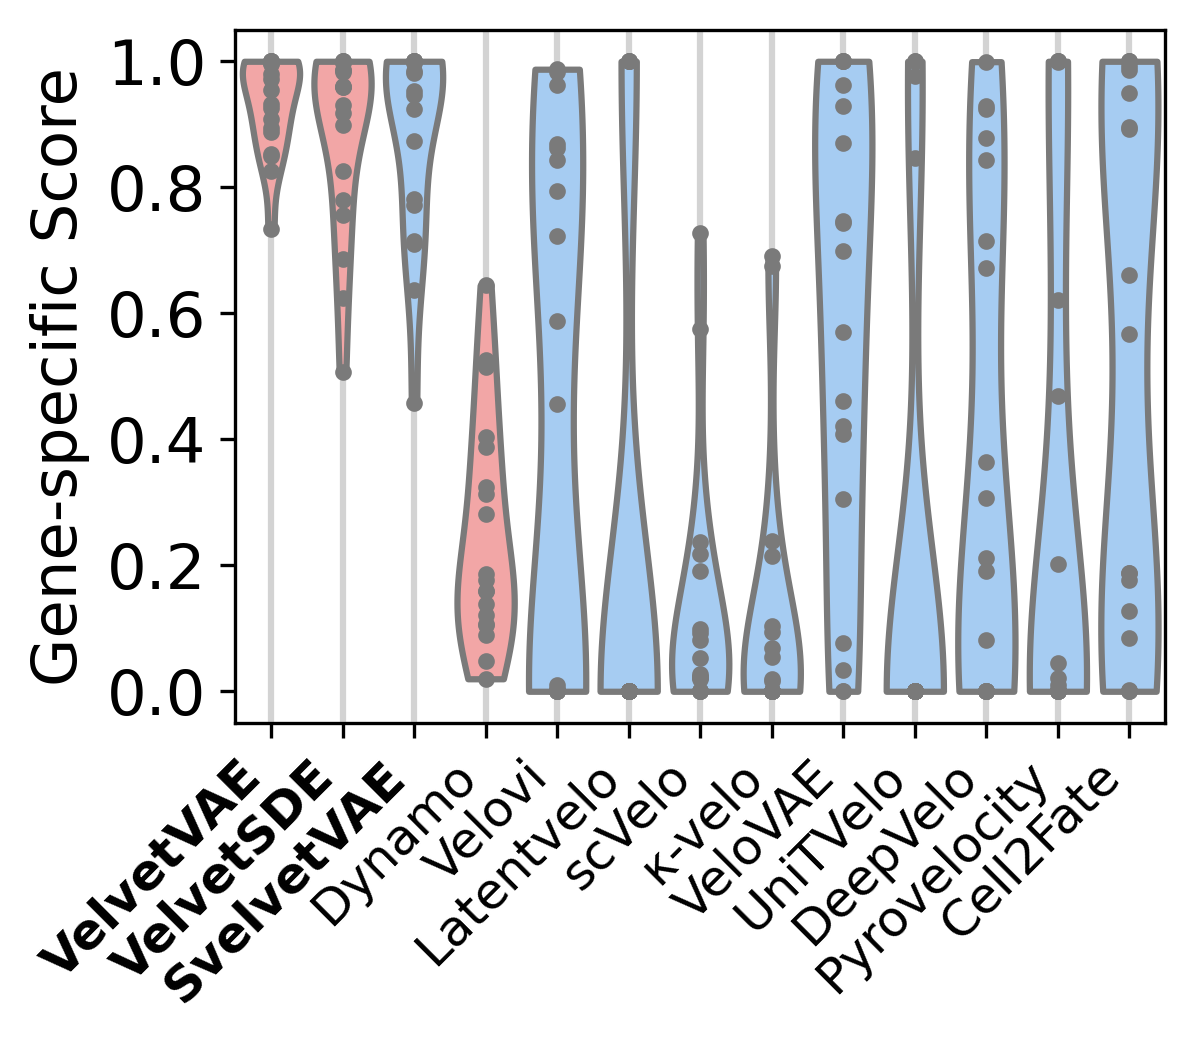 Gene-specific Score
1.0
0.8
0.6
0.4
0.2
0.0
VelvetVAE
VelvetSDE
SvelvetVAE
Dynamo
Velovi
Latentvelo
scVelo
κ-velo
VeloVAE
UniTVelo
DeepVelo
Pyrovelocity
Cell2Fate